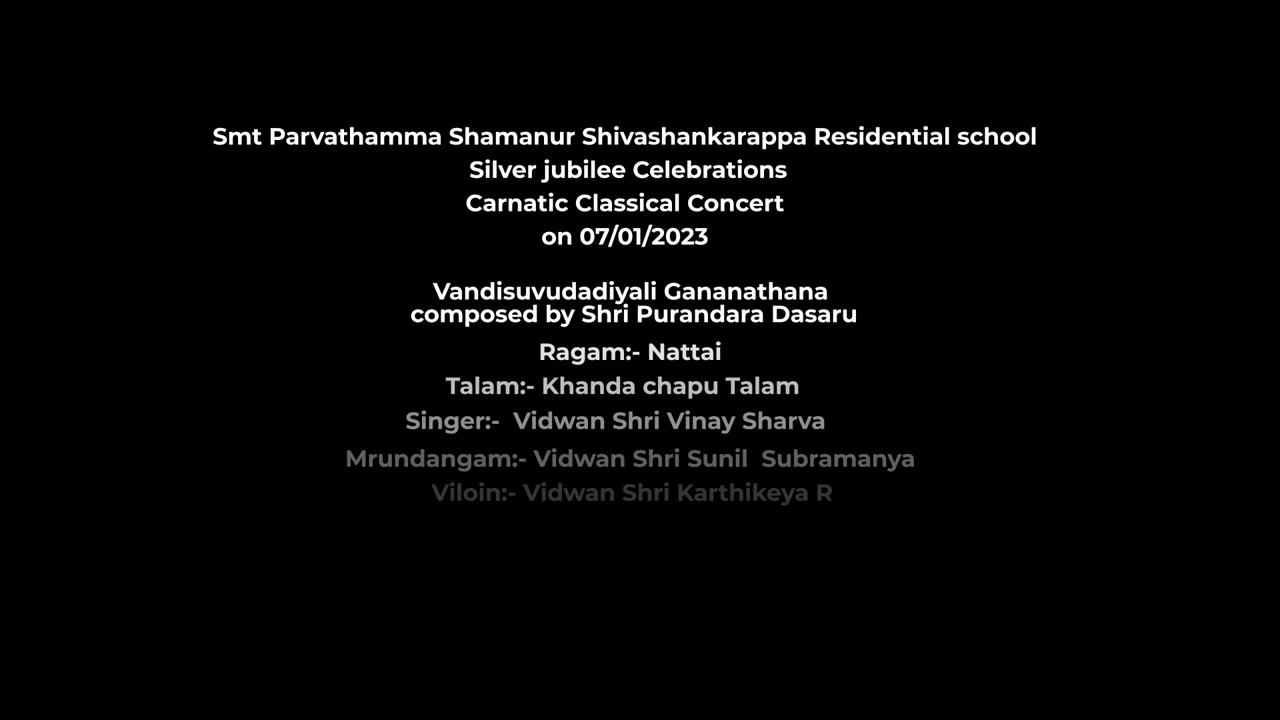 Smt Parvathamma Shamanur Shivashankarappa Residential school
Silver jubilee Celebrations
Carnatic Classical Concert
on 07/01/2023
Vandisuvudadiyali Gananathana
composed by Shri Purandara Dasaru
Ragam:- Nattai
Talam:- Khanda chapu Talam
Singer:-  Vidwan Shri Vinay Sharva
Mrundangam:- Vidwan Shri Sunil  Subramanya
Viloin:- Vidwan Shri Karthikeya R